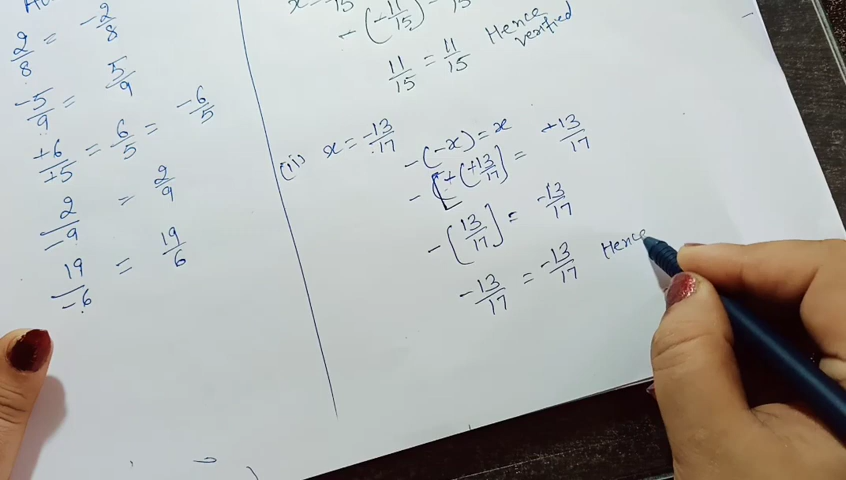 2/8 = -2/8
-5/9 = 5/9
+6/+5 = 6/5 = -6/5
2/-9 = 2/9
19/-6 = 19/6
-(-11/15)
11/15 = 11/15 Hence verified
(ii) x = -13/17
-(-x) = x
-[+(+13/17] = +13/17
-(13/17] = -13/17
-13/17 = -13/17 Hence